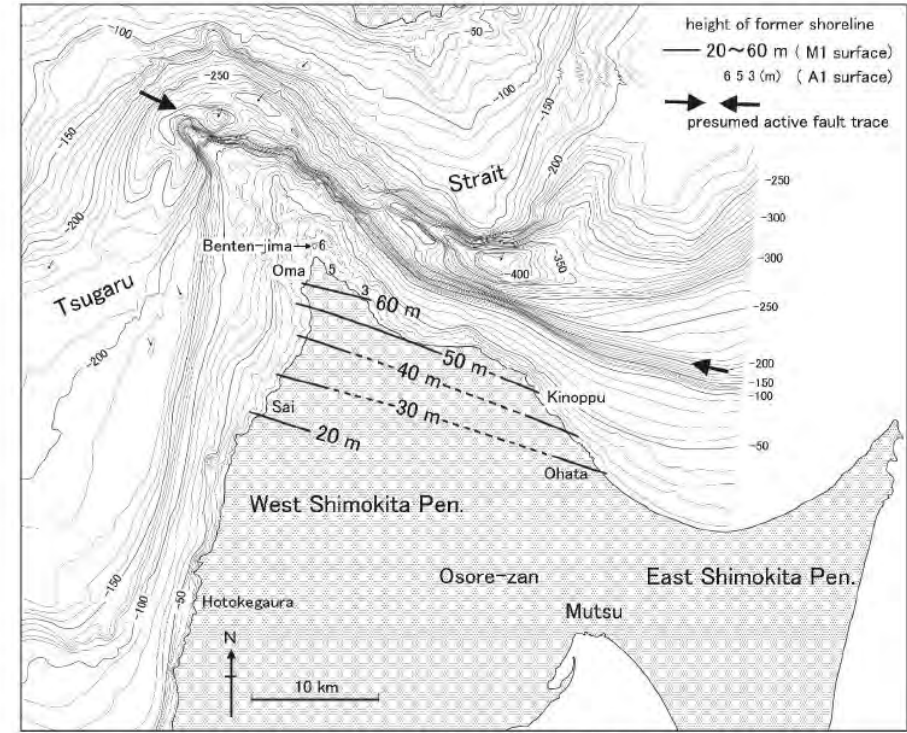 height of former shoreline
20~60 m ( M1 surface)
6 5 3 (m) ( A1 surface)
presumed active fault trace
-100
-50
-250
-150
-100
-150
-200
Strait
-200
-250
-300
-300
-350
-400
-250
Benten-jima
6
Oma
5
3
60 m
Tsugaru
-200
50 m
-200
-150
-100
40 m
Kinoppu
30 m
Sai
20 m
-50
Ohata
West Shimokita Pen.
Osore-zan
East Shimokita Pen.
-150
-100
-50
Hotokegaura
Mutsu
N
10 km